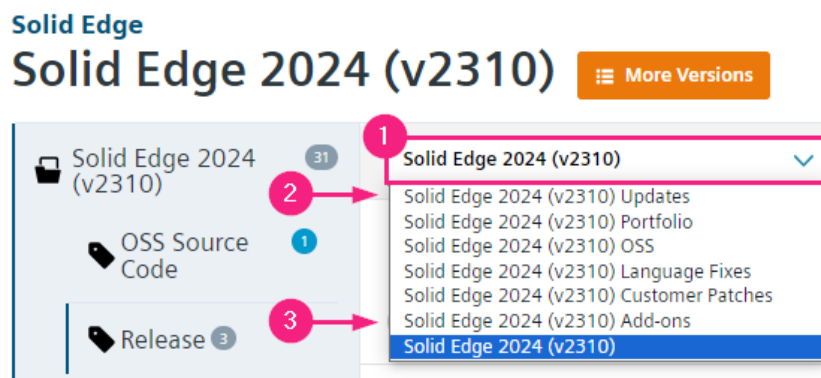 Solid Edge
Solid Edge 2024 (v2310)
More Versions
Solid Edge 2024
(v2310)
31
OSS Source
Code
1
Release 3
1
Solid Edge 2024 (v2310)
2
Solid Edge 2024 (v2310) Updates
Solid Edge 2024 (v2310) Portfolio
Solid Edge 2024 (v2310) OSS
Solid Edge 2024 (v2310) Language Fixes
Solid Edge 2024 (v2310) Customer Patches
3
Solid Edge 2024 (v2310) Add-ons
Solid Edge 2024 (v2310)